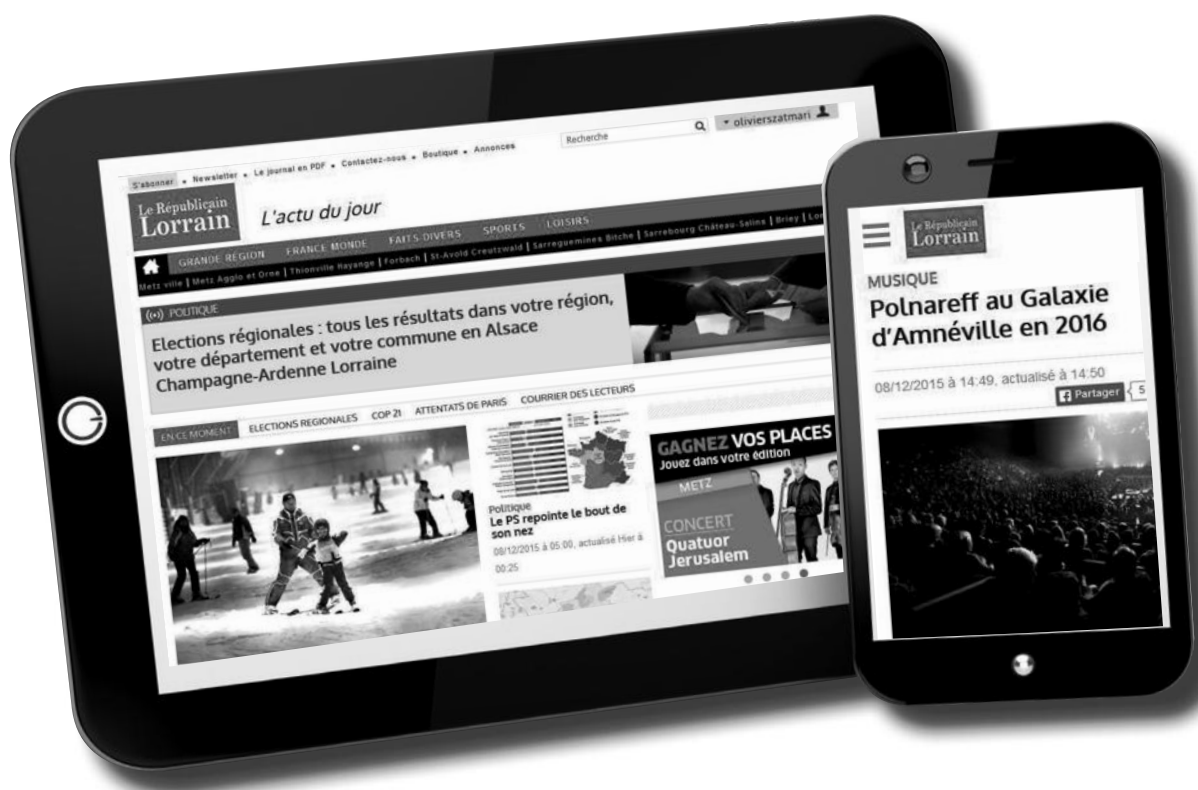 S'abonner • Newsletter • Le journal en PDF • Contactez-nous • Boutique • Annonces
Recherche
olivierszatmari
Le Républicain
Lorrain
L'actu du jour
GRANDE RÉGION FRANCE MONDE FAITS DIVERS SPORTS LOISIRS
Metz ville | Metz Agglo et Orne | Thionville Hayange | Forbach | St-Avold Creutzwald | Sarreguemines Bitche | Sarrebourg Château-Salins | Briey | Lon
POLITIQUE
Elections régionales : tous les résultats dans votre région,
votre département et votre commune en Alsace
Champagne-Ardenne Lorraine
EN CE MOMENT ELECTIONS REGIONALES COP 21 ATTENTATS DE PARIS COURRIER DES LECTEURS
Politique
Le PS repointe le bout de
son nez
08/12/2015 à 05:00, actualisé Hier à
00:25
GAGNEZ VOS PLACES
Jouez dans votre édition
METZ
CONCERT
Quatuor
Jerusalem
Le Républicain
Lorrain
MUSIQUE
Polnareff au Galaxie
d'Amnéville en 2016
08/12/2015 à 14:49, actualisé à 14:50
Partager 5